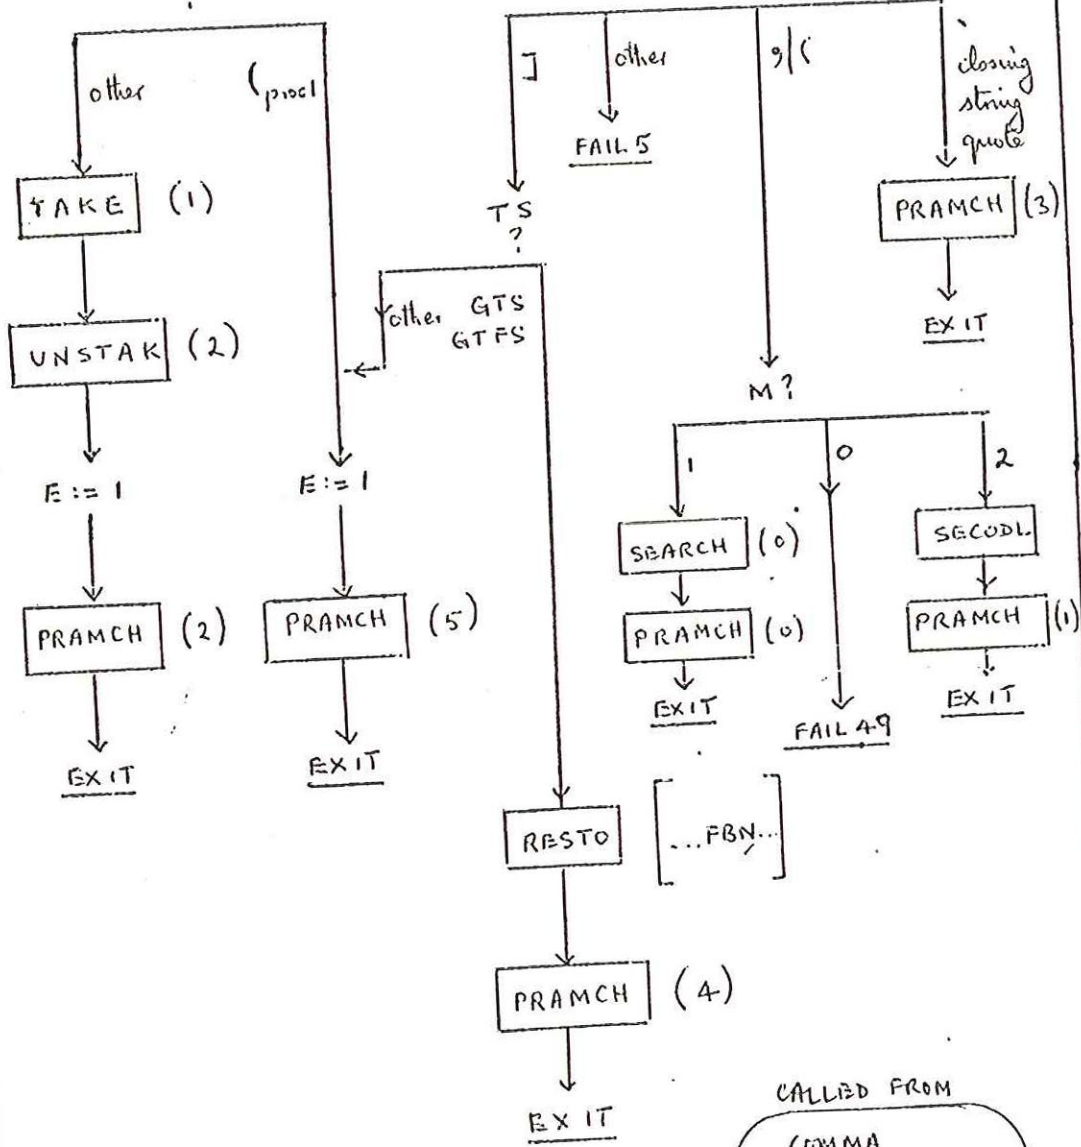 other
(proc1
]
other
,/(
closing
string
quote
FAIL 5
TAKE (1)
TS
?
PRAMCH (3)
other GTS
GTFS
EXIT
UNSTAK (2)
M?
1
0
2
E := 1
E := 1
SEARCH (0)
SECODL
PRAMCH (2)
PRAMCH (5)
PRAMCH (0)
PRAMCH (1)
EXIT
FAIL 49
EXIT
EXIT
EXIT
RESTO
[...FBN...]
PRAMCH (4)
EXIT
CALLED FROM
COMMA